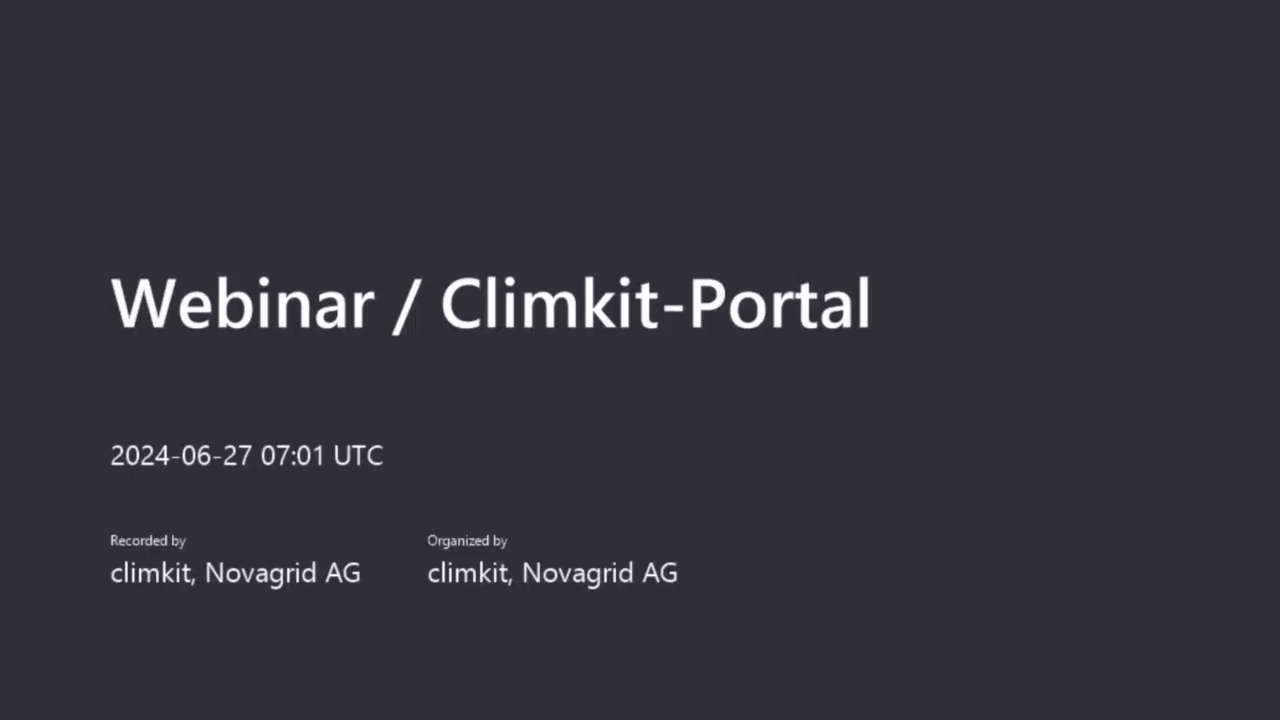 Webinar / Climkit-Portal
2024-06-27 07:01 UTC
Recorded by
climkit, Novagrid AG
Organized by
climkit, Novagrid AG